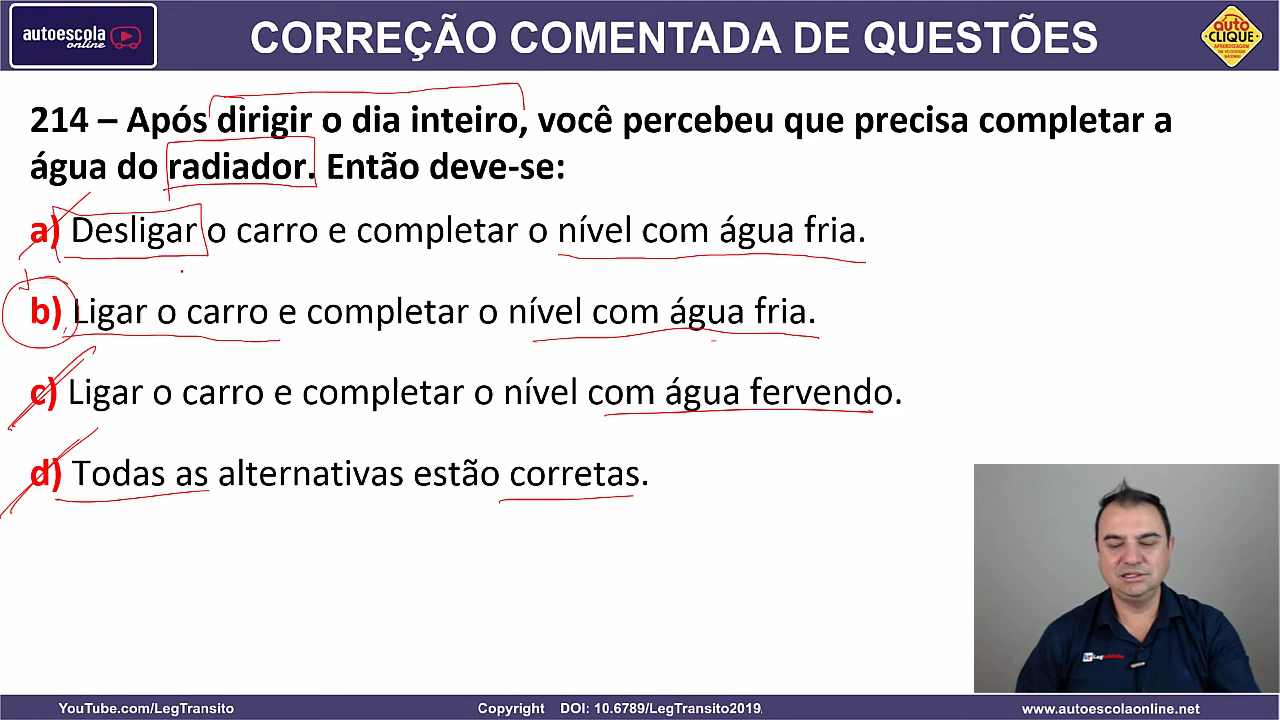 autoescola
online
CORREÇÃO COMENTADA DE QUESTÕES
auto
CLIQUE
214 – Após dirigir o dia inteiro, você percebeu que precisa completar a
água do radiador. Então deve-se:
a) Desligar o carro e completar o nível com água fria.
b) Ligar o carro e completar o nível com água fria.
c) Ligar o carro e completar o nível com água fervendo.
d) Todas as alternativas estão corretas.
YouTube.com/LegTransito
Copyright DOI: 10.6789/LegTransito2019
www.autoescolaonline.net